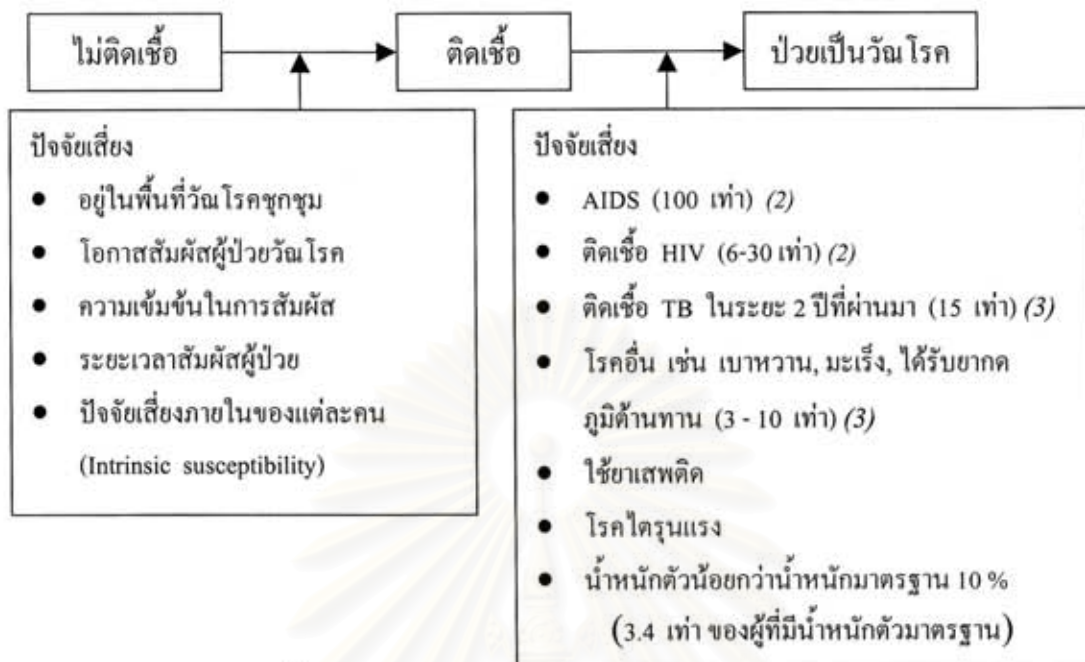 ไม่ติดเชื้อ
ติดเชื้อ
ป่วยเป็นวัณโรค
ปัจจัยเสี่ยง
● อยู่ในพื้นที่วัณโรคชุกชุม
● โอกาสสัมผัสผู้ป่วยวัณโรค
● ความเข้มข้นในการสัมผัส
● ระยะเวลาสัมผัสผู้ป่วย
● ปัจจัยเสี่ยงภายในของแต่ละคน
(Intrinsic susceptibility)
ปัจจัยเสี่ยง
● AIDS (100 เท่า) (2)
● ติดเชื้อ HIV (6-30 เท่า) (2)
● ติดเชื้อ TB ในระยะ 2 ปีที่ผ่านมา (15 เท่า) (3)
● โรคอื่น เช่น เบาหวาน, มะเร็ง, ได้รับยากด
ภูมิต้านทาน (3 - 10 เท่า) (3)
● ใช้ยาเสพติด
● โรคไตรุนแรง
● น้ำหนักตัวน้อยกว่าน้ำหนักมาตรฐาน 10 %
(3.4 เท่า ของผู้ที่มีน้ำหนักตัวมาตรฐาน)